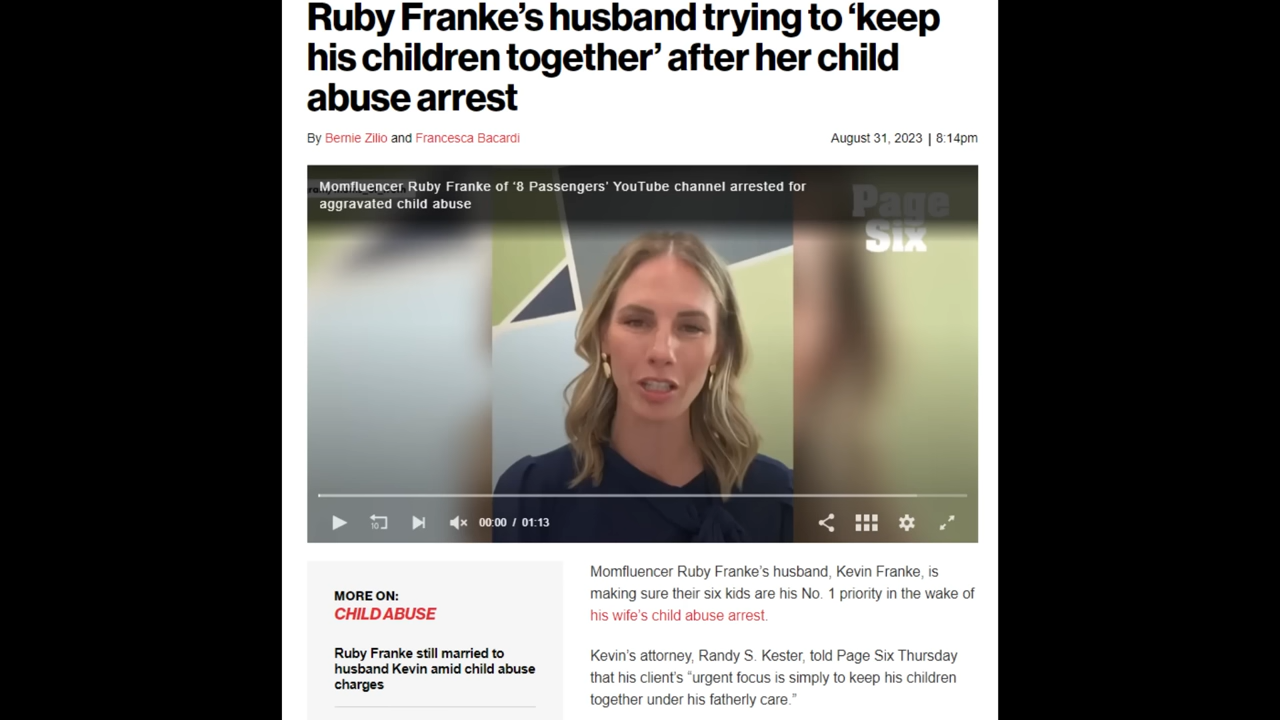 Ruby Franke’s husband trying to ‘keep
his children together’ after her child
abuse arrest
By Bernie Zilio and Francesca Bacardi
August 31, 2023 | 8:14pm
Momfluencer Ruby Franke of ‘8 Passengers’ YouTube channel arrested for
aggravated child abuse
Page
Six
10
00:00 / 01:13
MORE ON:
CHILD ABUSE
Ruby Franke still married to
husband Kevin amid child abuse
charges
Momfluencer Ruby Franke’s husband, Kevin Franke, is
making sure their six kids are his No. 1 priority in the wake of
his wife’s child abuse arrest.
Kevin’s attorney, Randy S. Kester, told Page Six Thursday
that his client’s “urgent focus is simply to keep his children
together under his fatherly care.”